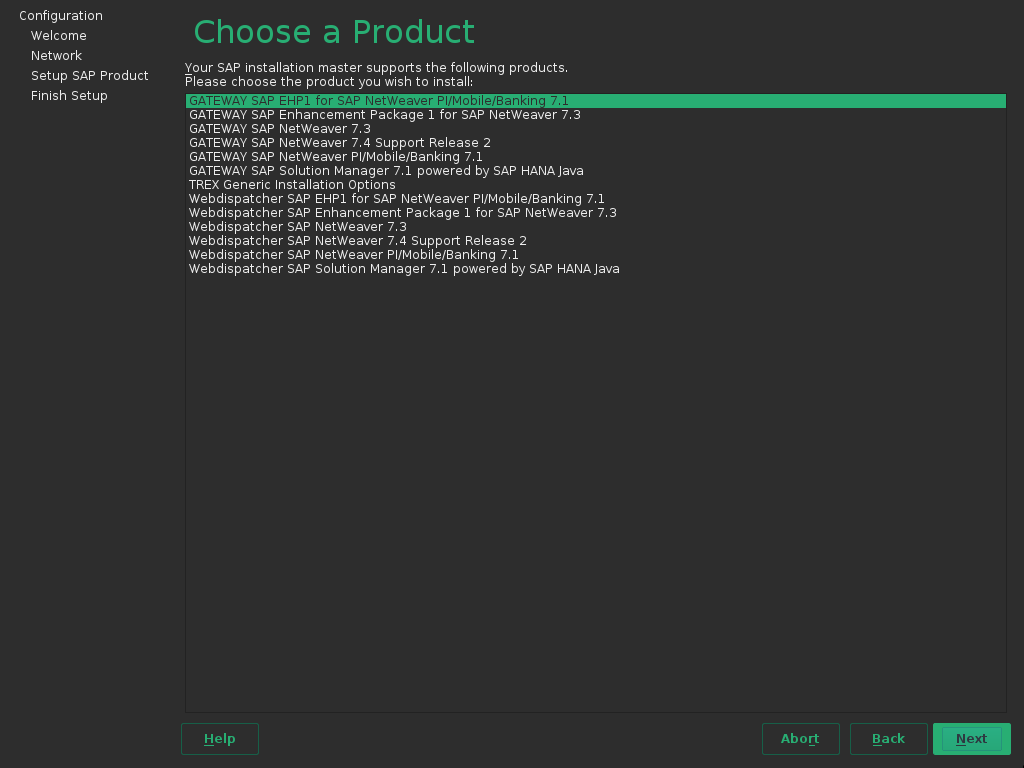 Configuration
Welcome
Network
Setup SAP Product
Finish Setup
Choose a Product
Your SAP installation master supports the following products.
Please choose the product you wish to install:
GATEWAY SAP EHP1 for SAP NetWeaver PI/Mobile/Banking 7.1
GATEWAY SAP Enhancement Package 1 for SAP NetWeaver 7.3
GATEWAY SAP NetWeaver 7.3
GATEWAY SAP NetWeaver 7.4 Support Release 2
GATEWAY SAP NetWeaver PI/Mobile/Banking 7.1
GATEWAY SAP Solution Manager 7.1 powered by SAP HANA Java
TREX Generic Installation Options
Webdispatcher SAP EHP1 for SAP NetWeaver PI/Mobile/Banking 7.1
Webdispatcher SAP Enhancement Package 1 for SAP NetWeaver 7.3
Webdispatcher SAP NetWeaver 7.3
Webdispatcher SAP NetWeaver 7.4 Support Release 2
Webdispatcher SAP NetWeaver PI/Mobile/Banking 7.1
Webdispatcher SAP Solution Manager 7.1 powered by SAP HANA Java
Help
Abort
Back
Next